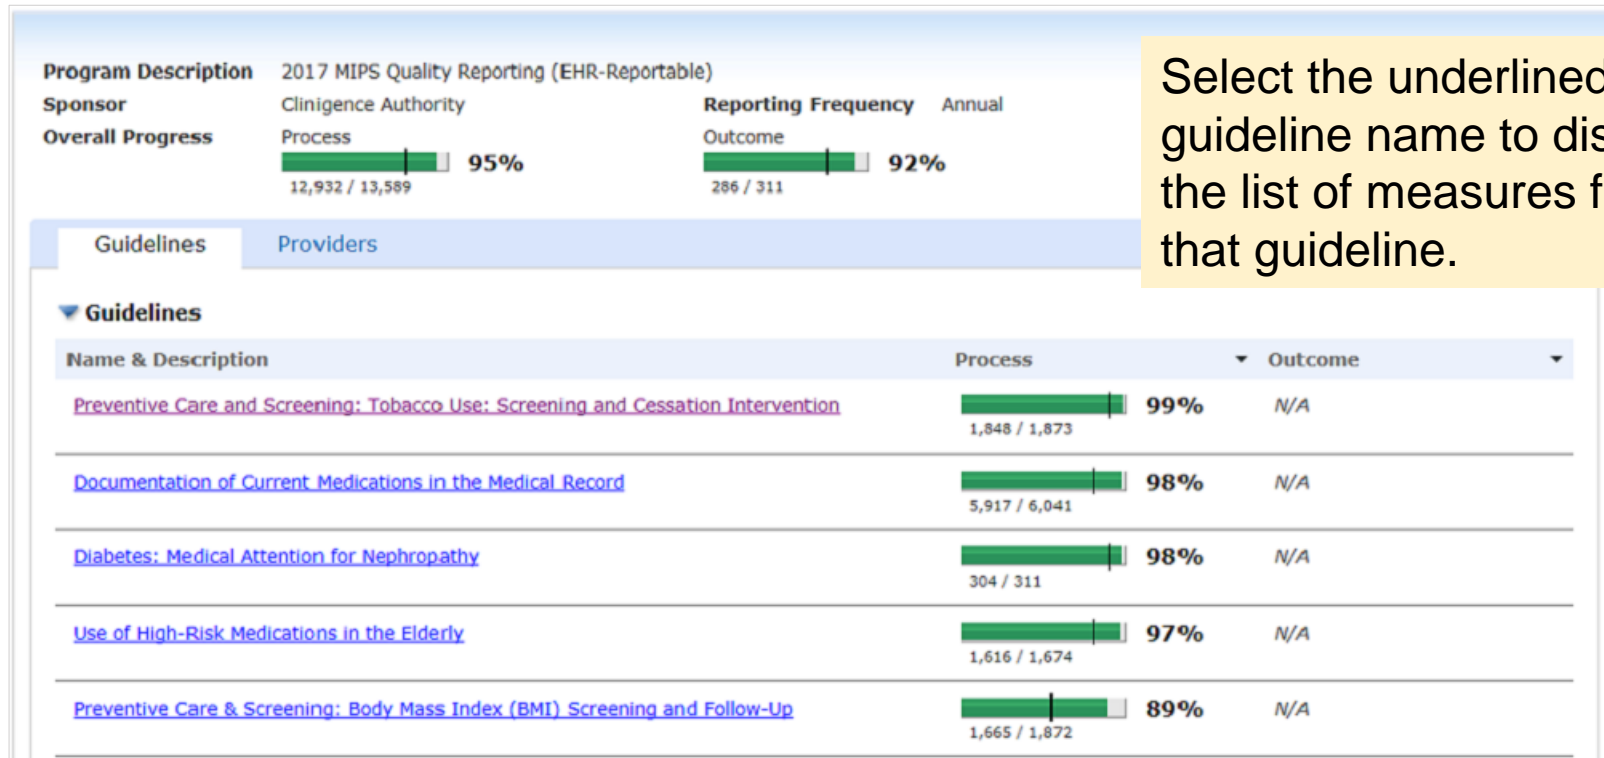 Program Description 2017 MIPS Quality Reporting (EHR-Reportable)
Sponsor Clinigence Authority Reporting Frequency Annual
Overall Progress Process Outcome
95% 92%
12,932 / 13,589 286 / 311
Select the underlined
guideline name to dis
the list of measures f
that guideline.
Guidelines Providers
Guidelines
Name & Description Process Outcome
Preventive Care and Screening: Tobacco Use: Screening and Cessation Intervention 99% N/A
1,848 / 1,873
Documentation of Current Medications in the Medical Record 98% N/A
5,917 / 6,041
Diabetes: Medical Attention for Nephropathy 98% N/A
304 / 311
Use of High-Risk Medications in the Elderly 97% N/A
1,616 / 1,674
Preventive Care & Screening: Body Mass Index (BMI) Screening and Follow-Up 89% N/A
1,665 / 1,872